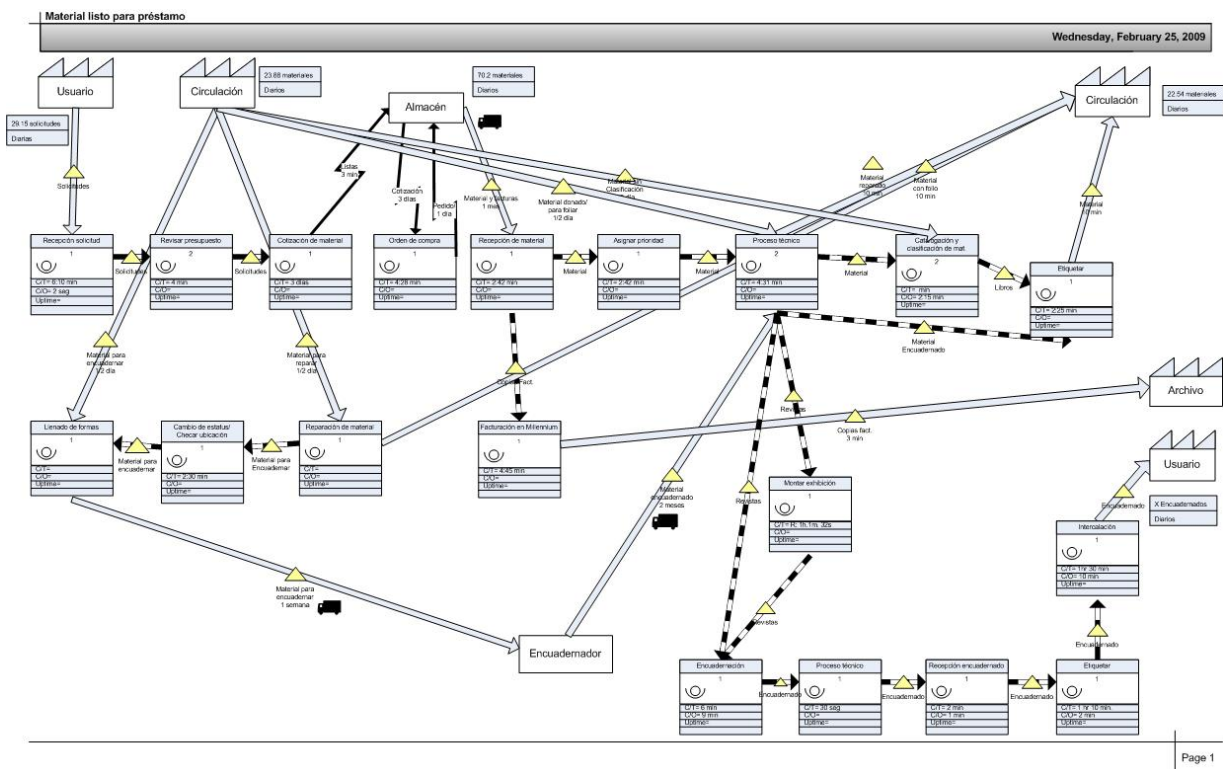 Material listo para préstamo
Wednesday, February 25, 2009
Usuario
29.15 solicitudes
Diarias
Circulación
23.88 materiales
Diarios
Almacén
70.2 materiales
Diarios
Circulación
22.54 materiales
Diarios
Solicitudes
Listas
3 min
Cotización
3 días
Pedido/
1 día
Material y facturas
1 mes
Material donado/
para foliar
1/2 día
Clasificación
Material
reparado
10 min
Material
con folio
10 min
Material
10 min
Recepción solicitud
1
C/T= 6:10 min
C/O= 2 seg
Uptime=
Solicitudes
Revisar presupuesto
2
C/T= 4 min
C/O=
Uptime=
Solicitudes
Cotización de material
1
C/T= 3 días
C/O=
Uptime=
Orden de compra
1
C/T= 4:28 min
C/O=
Uptime=
Recepción de material
1
C/T= 2:42 min
C/O=
Uptime=
Material
Asignar prioridad
1
C/T= 2:42 min
C/O=
Uptime=
Material
Proceso técnico
2
C/T= 4:31 min
C/O=
Uptime=
Material
Catalogación y
clasificación de mat.
2
C/T= min
C/O= 2:15 min
Uptime=
Libros
Etiquetar
1
C/T= 2:25 min
C/O=
Uptime=
Material
Encuadernado
Material para
encuadernar
1/2 día
Material para
reparar
1/2 día
Copias Fact.
Revistas
Archivo
Llenado de formas
1
C/T=
C/O=
Uptime=
Material para
encuadernar
Cambio de estatus/
Checar ubicación
1
C/T= 2:30 min
C/O=
Uptime=
Material para
Encuadernar
Reparación de material
1
C/T=
C/O=
Uptime=
Facturación en Millennium
1
C/T= 4:45 min
C/O=
Uptime=
Copias fact.
3 min
Usuario
X Encuadernados
Diarios
Encuadernado
Material
encuadernado
2 meses
Revistas
Montar exhibición
1
C/T= R: 1h.1m. 32s
C/O=
Uptime=
Revistas
Intercalación
1
C/T= 1hr 30 min
C/O= 10 min
Uptime=
Material para
encuadernar
1 semana
Encuadernador
Encuadernado
Encuadernación
1
C/T= 6 min
C/O= 9 min
Uptime=
Encuadernado
Proceso técnico
1
C/T= 30 seg
C/O=
Uptime=
Encuadernado
Recepción encuadernado
1
C/T= 2 min
C/O= 1 min
Uptime=
Encuadernado
Etiquetar
1
C/T= 1 hr 10 min.
C/O= 2 min
Uptime=
Page 1